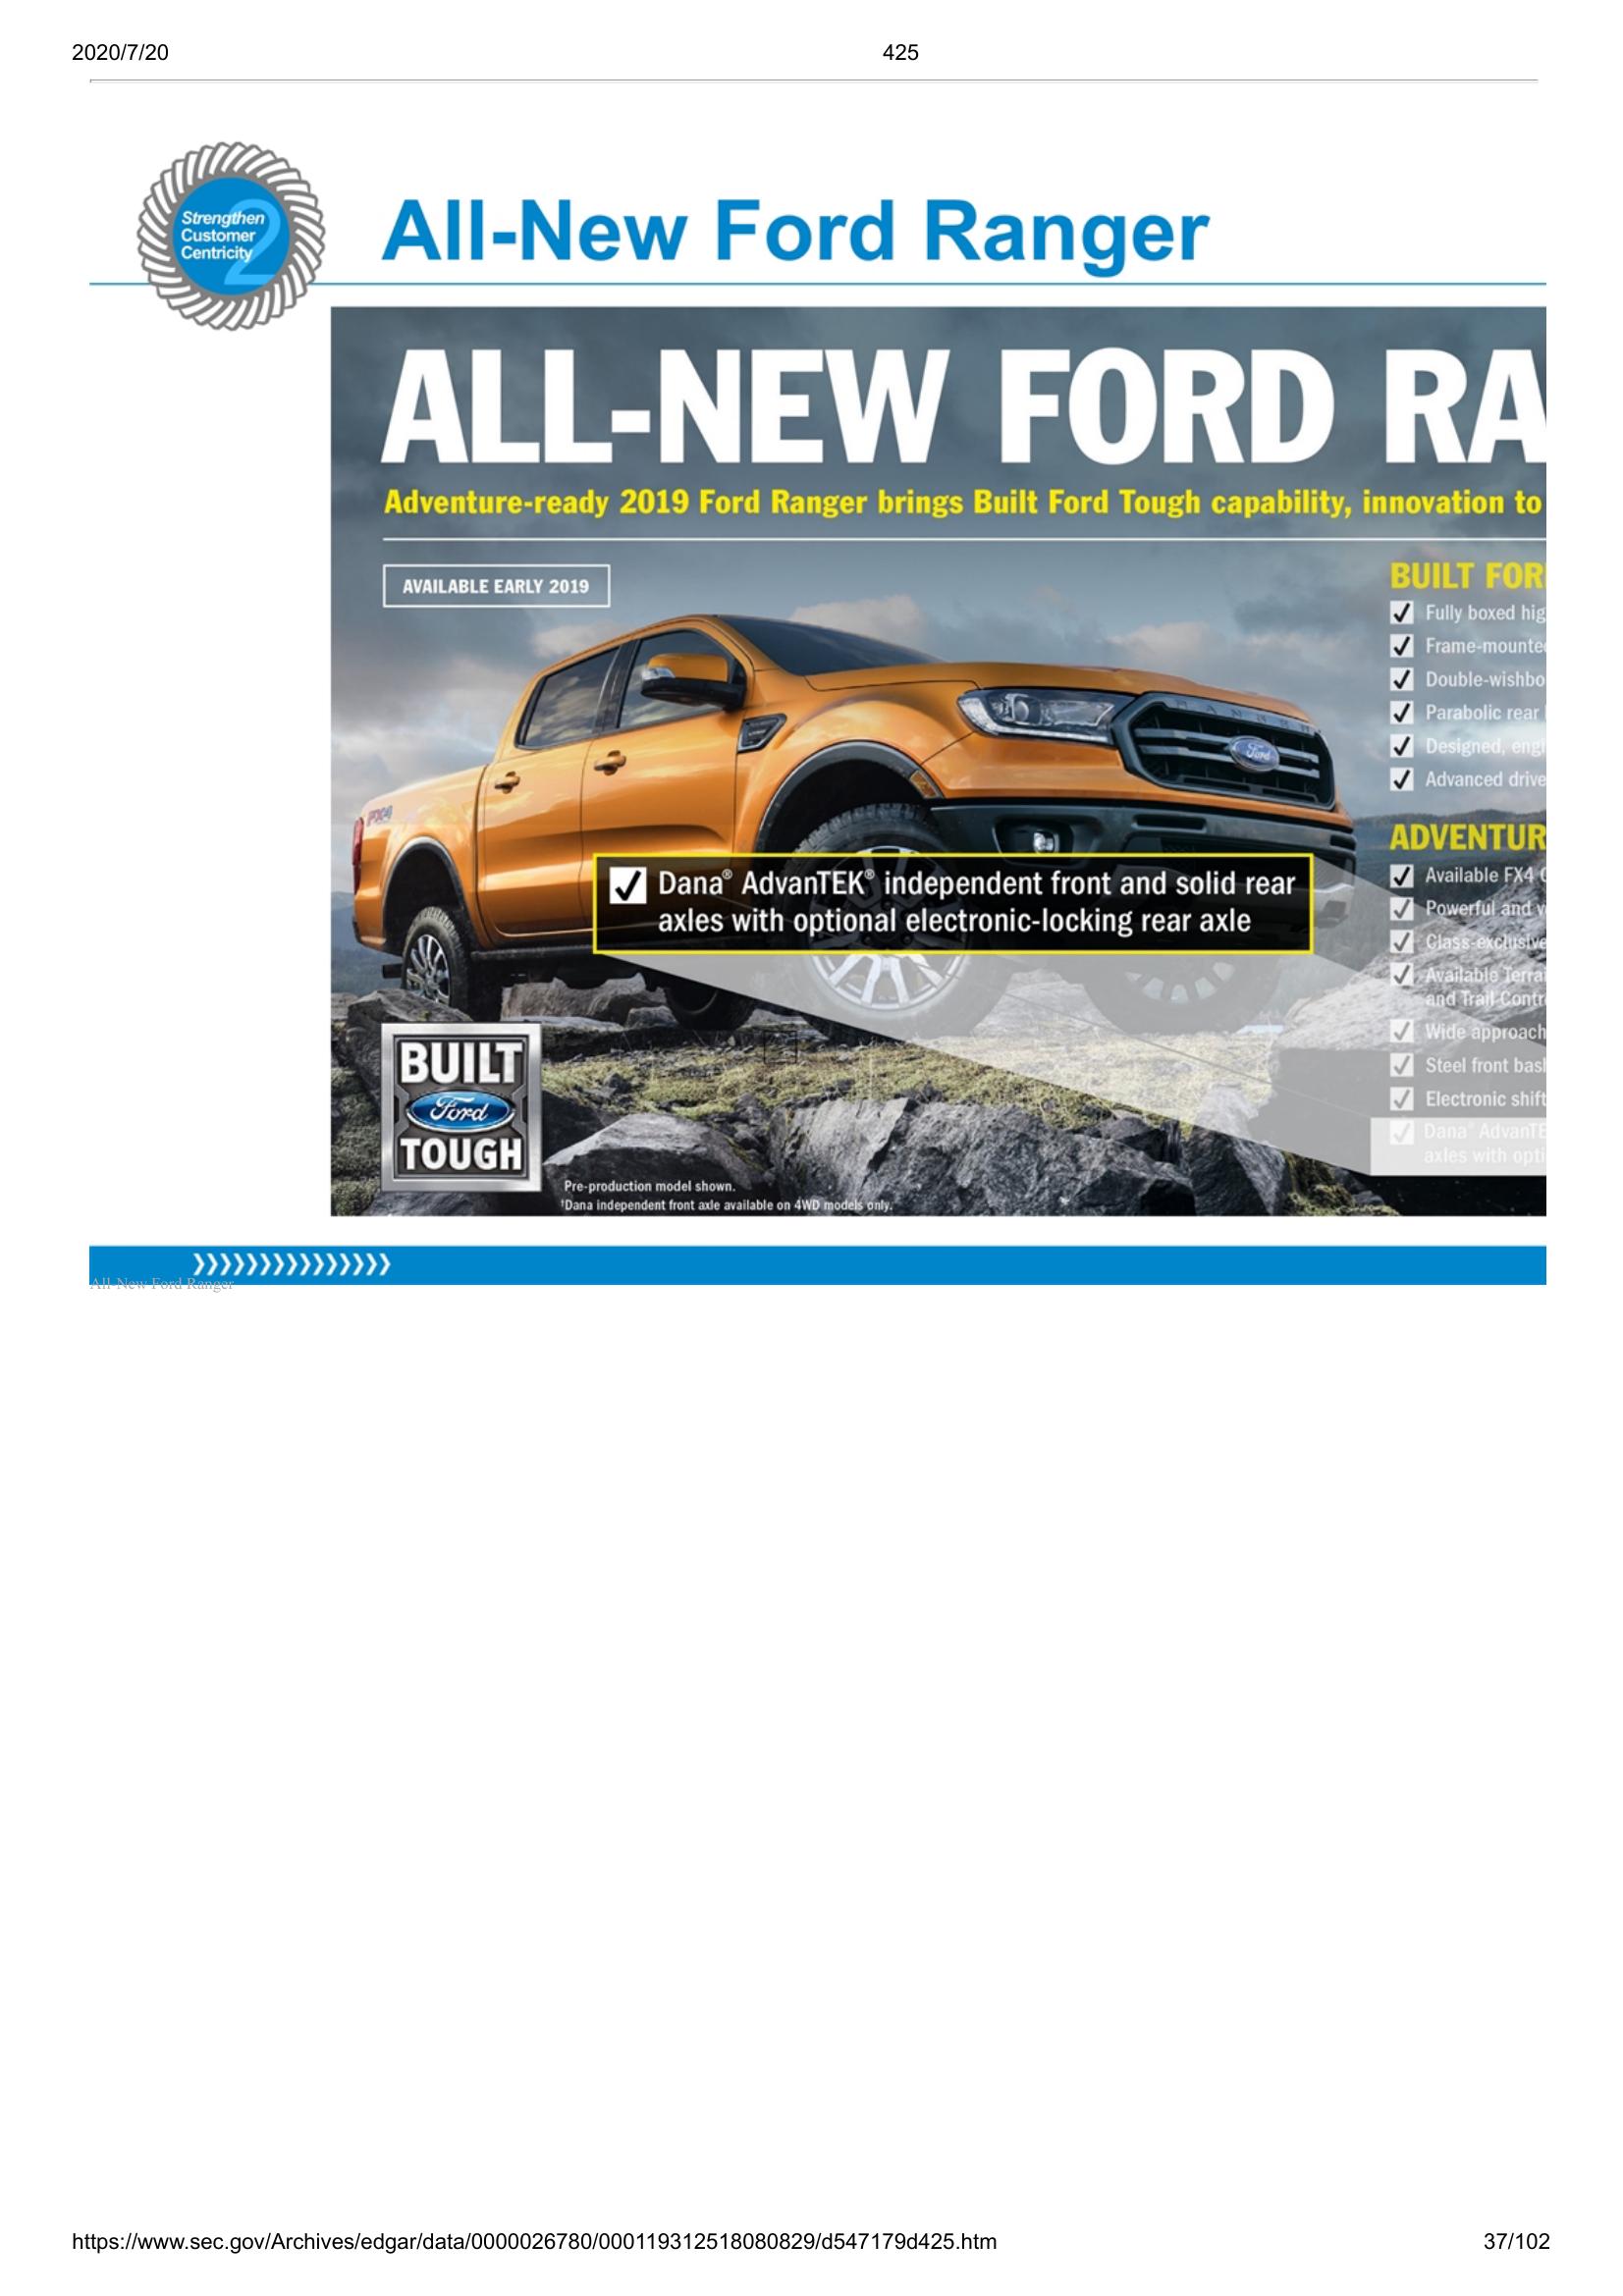 2020/7/20
425
Strengthen
Customer
Centricity
2
All-New Ford Ranger
ALL-NEW FORD RA
Adventure-ready 2019 Ford Ranger brings Built Ford Tough capability, innovation to
AVAILABLE EARLY 2019
BUILT FOR
Fully boxed hig
Frame-mounte
Double-wishbo
Parabolic rear
Designed, engi
Advanced drive
ADVENTUR
Available FX4
Powerful and v
Class-exclusive
Available Terrai
and Trail Contr
Wide approach
Steel front bas
Electronic shift
Dana® AdvanTE
axles with opti
RANGER
Ford
FX4
Dana® AdvanTEK® independent front and solid rear
axles with optional electronic-locking rear axle
BUILT
Ford
TOUGH
Pre-production model shown.
¹Dana independent front axle available on 4WD models only.
All-New Ford Ranger
https://www.sec.gov/Archives/edgar/data/0000026780/000119312518080829/d547179d425.htm
37/102